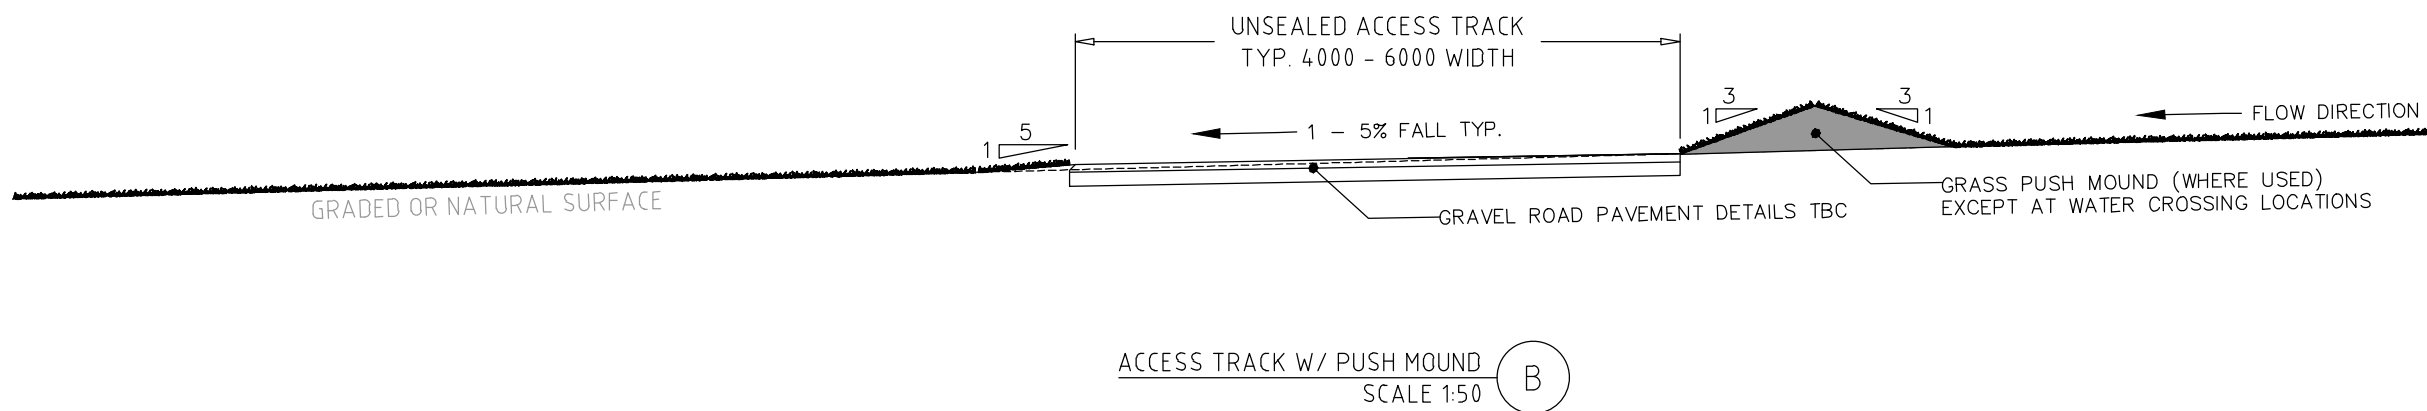 UNSEALED ACCESS TRACK
TYP. 4000 - 6000 WIDTH
3
1
3
1
FLOW DIRECTION
5
1
1 - 5% FALL TYP.
GRADED OR NATURAL SURFACE
GRAVEL ROAD PAVEMENT DETAILS TBC
GRASS PUSH MOUND (WHERE USED)
EXCEPT AT WATER CROSSING LOCATIONS
ACCESS TRACK W/ PUSH MOUND
SCALE 1:50
B